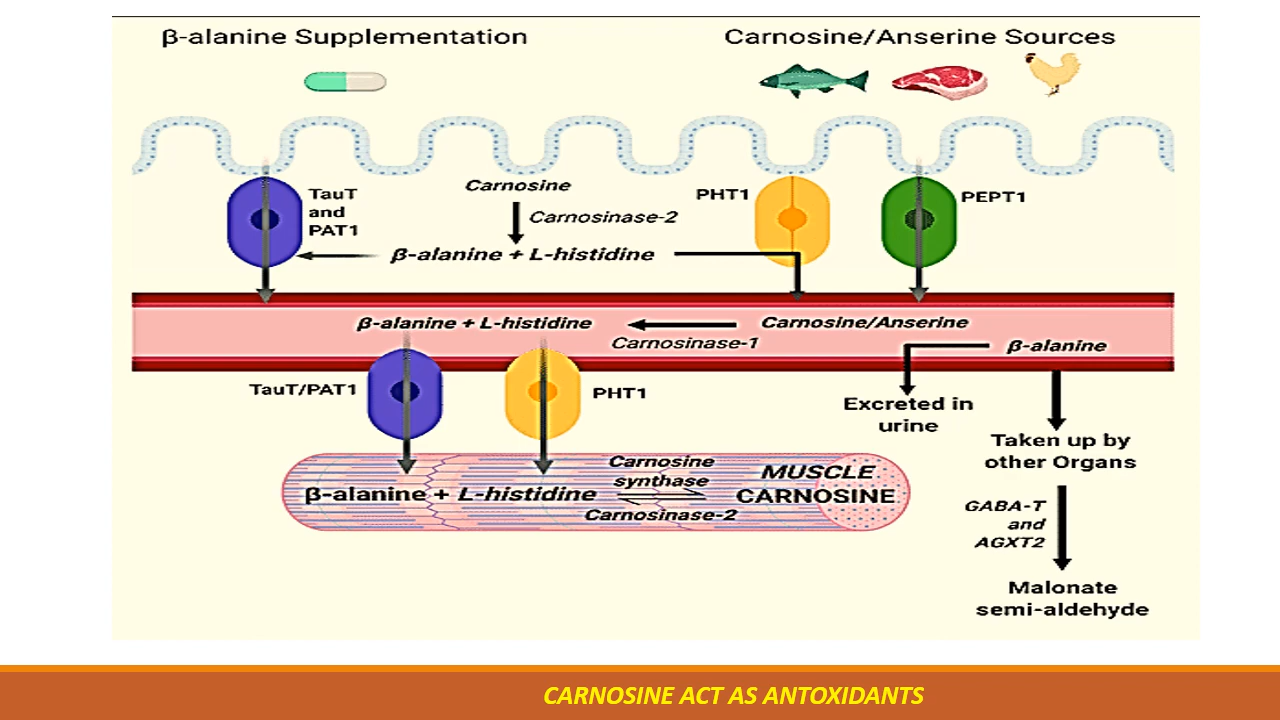 β-alanine Supplementation
Carnosine/Anserine Sources
TauT
and
PAT1
Carnosine
Carnosinase-2
β-alanine + L-histidine
PHT1
PEPT1
β-alanine + L-histidine
Carnosine/Anserine
Carnosinase-1
β-alanine
TauT/PAT1
PHT1
Excreted in
urine
Taken up by
other Organs
Carnosine
synthase
MUSCLE
β-alanine + L-histidine
CARNOSINE
Carnosinase-2
GABA-T
and
AGXT2
Malonate
semi-aldehyde
CARNOSINE ACT AS ANTOXIDANTS